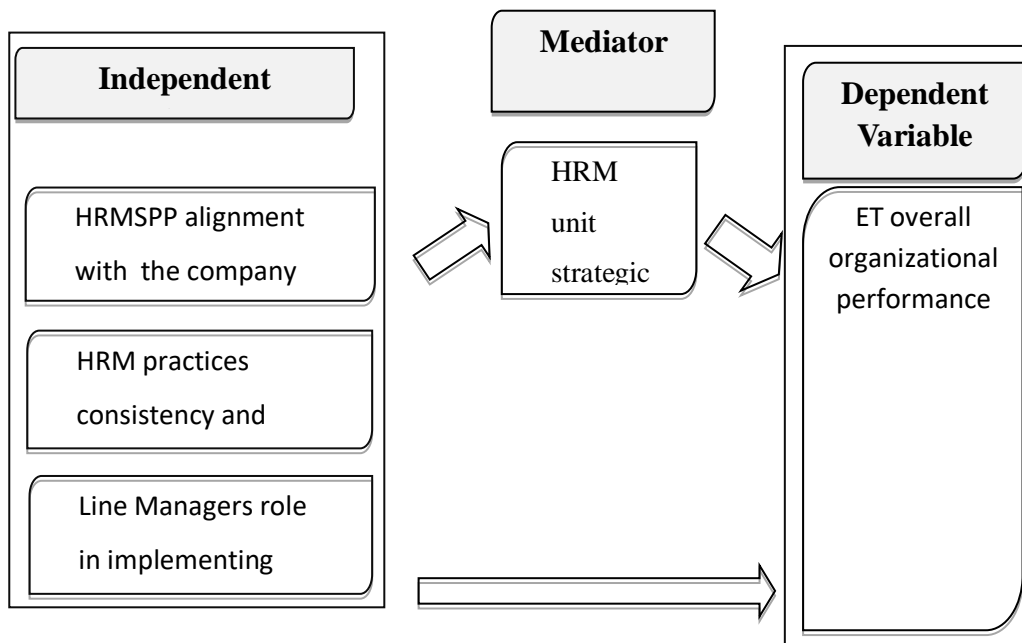 Independent
HRMSPP alignment
with the company
HRM practices
consistency and
Line Managers role
in implementing
Mediator
HRM
unit
strategic
Dependent
Variable
ET overall
organizational
performance